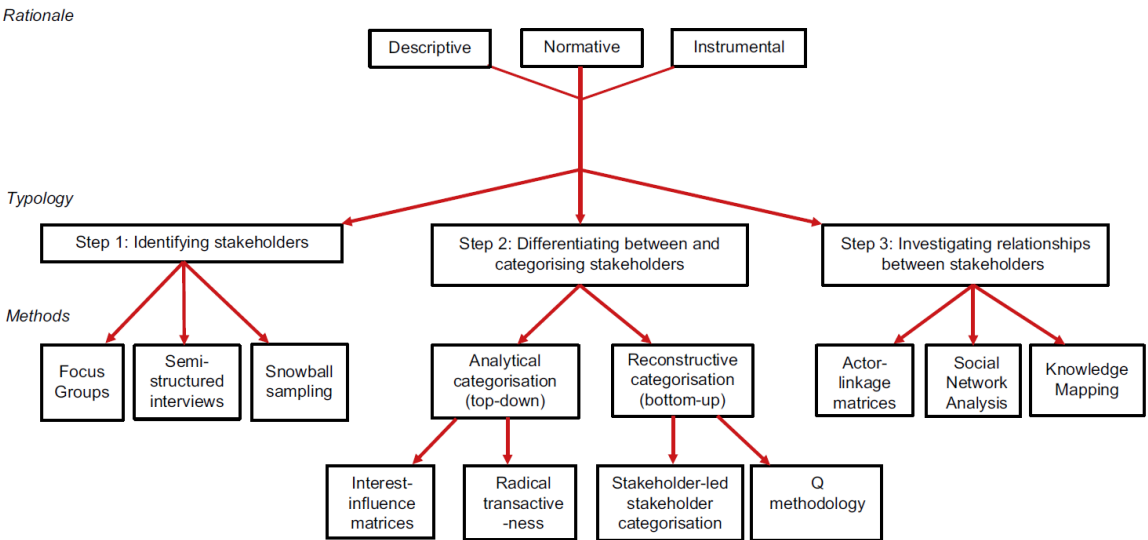 Rationale
Descriptive
Normative
Instrumental
Typology
Step 1: Identifying stakeholders
Step 2: Differentiating between and
categorising stakeholders
Step 3: Investigating relationships
between stakeholders
Methods
Focus
Groups
Semi-
structured
interviews
Snowball
sampling
Analytical
categorisation
(top-down)
Reconstructive
categorisation
(bottom-up)
Actor-
linkage
matrices
Social
Network
Analysis
Knowledge
Mapping
Interest-
influence
matrices
Radical
transactive
-ness
Stakeholder-led
stakeholder
categorisation
Q
methodology